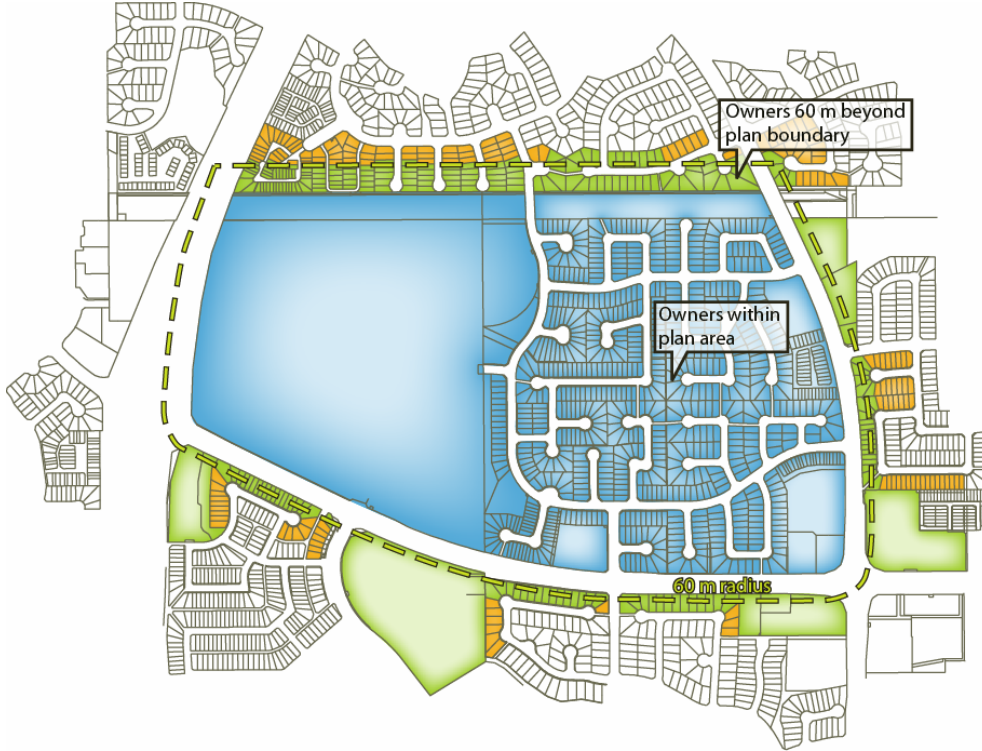 Owners 60 m beyond
plan boundary
Owners within
plan area
60 m radius